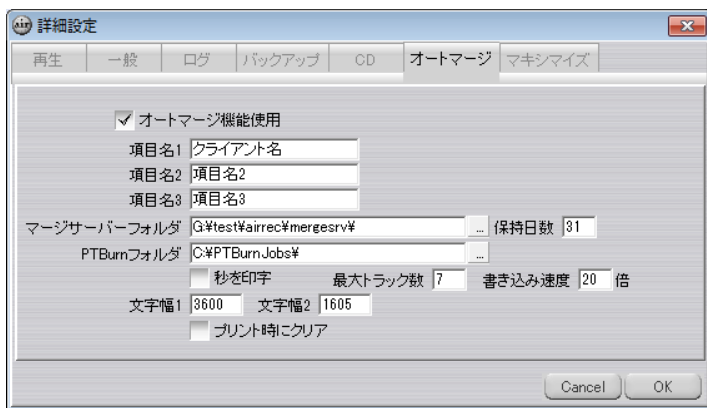 air 詳細設定
再生 一般 ログ バックアップ CD オートマージ マキシマイズ
オートマージ機能使用
項目名1 クライアント名
項目名2 項目名2
項目名3 項目名3
マージサーバーフォルダ G:¥test¥airrec¥mergesrv¥ ... 保持日数 31
PTBurnフォルダ C:¥PTBurnJobs¥ ...
秒を印字 最大トラック数 7 書き込み速度 20 倍
文字幅1 3600 文字幅2 1605
プリント時にクリア
Cancel OK